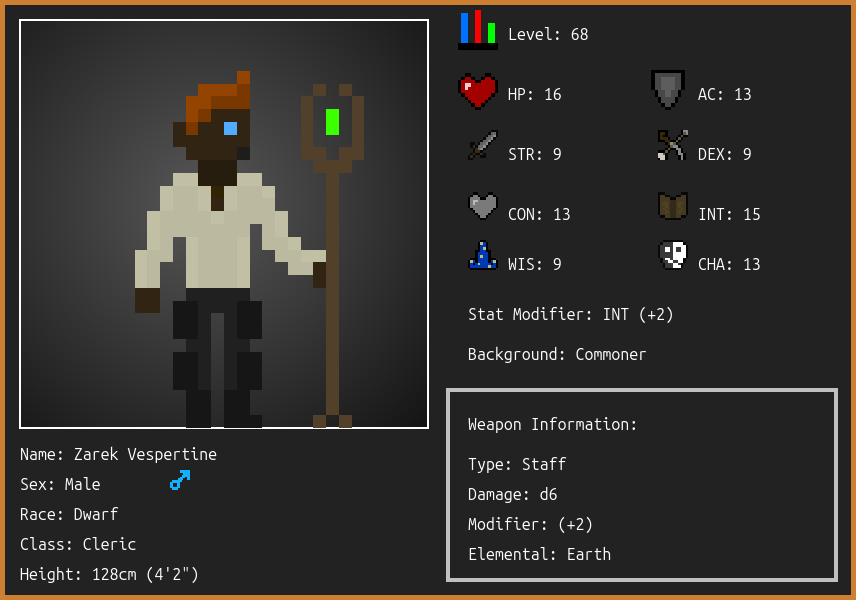 Level: 68
HP: 16
AC: 13
STR: 9
DEX: 9
CON: 13
INT: 15
WIS: 9
CHA: 13
Stat Modifier: INT (+2)
Background: Commoner
Weapon Information:
Type: Staff
Damage: d6
Modifier: (+2)
Elemental: Earth
Name: Zarek Vespertine
Sex: Male
Race: Dwarf
Class: Cleric
Height: 128cm (4'2")